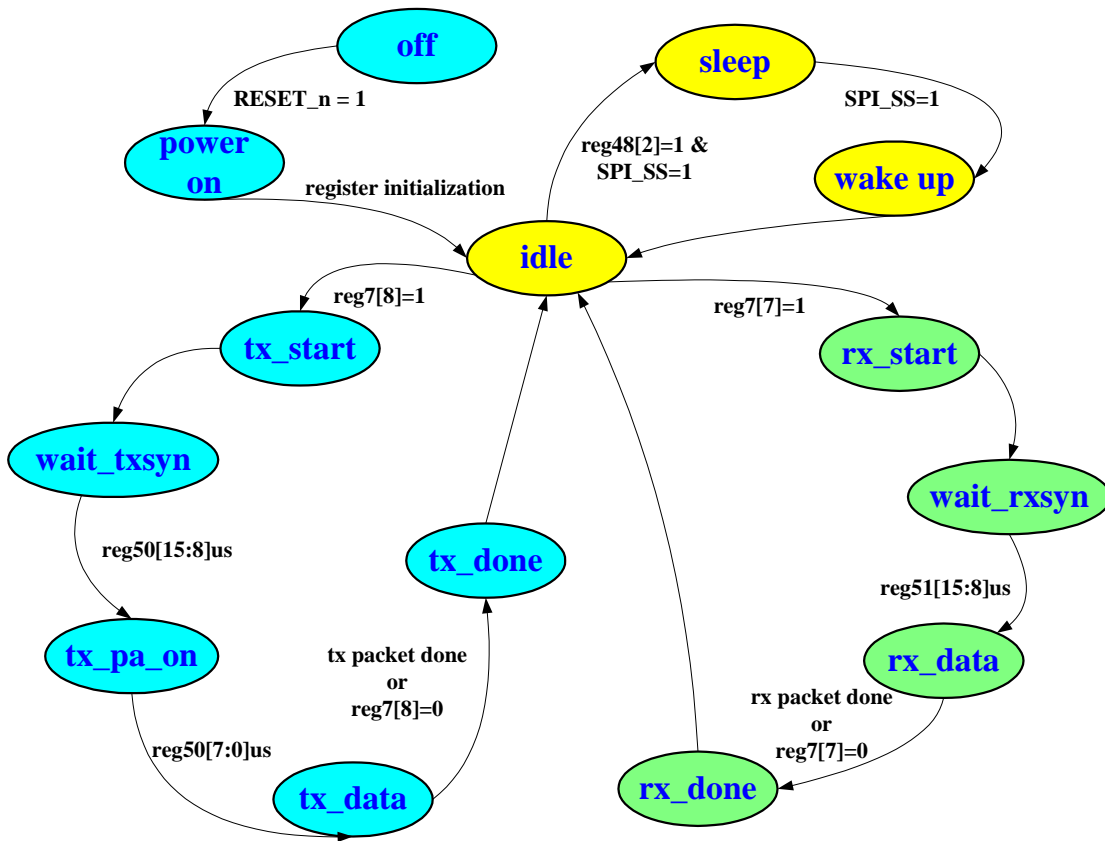 off
sleep
RESET_n = 1
SPI_SS=1
power
on
reg48[2]=1 &
SPI_SS=1
wake up
register initialization
idle
reg7[8]=1
reg7[7]=1
tx_start
rx_start
wait_txsyn
wait_rxsyn
reg50[15:8]us
tx_done
reg51[15:8]us
tx_pa_on
tx packet done
or
reg7[8]=0
rx_data
rx packet done
or
reg7[7]=0
reg50[7:0]us
tx_data
rx_done